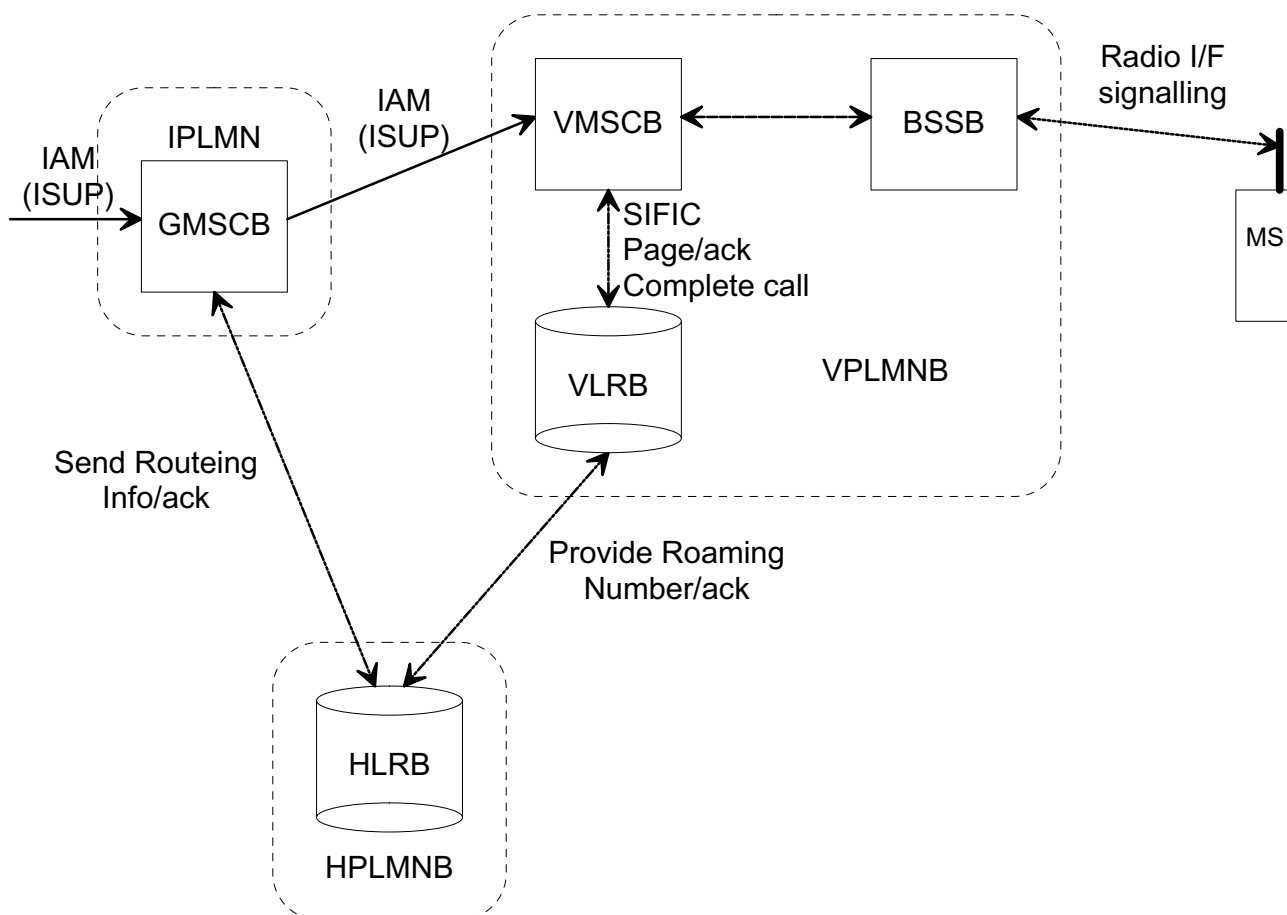 Radio I/F
signalling
IAM
(ISUP)
VMSCB
BSSB
IPLMN
IAM
(ISUP)
GMSCB
SIFIC
Page/ack
Complete call
MS
VLRB
VPLMNB
Send Routeing
Info/ack
Provide Roaming
Number/ack
HLRB
HPLMNB